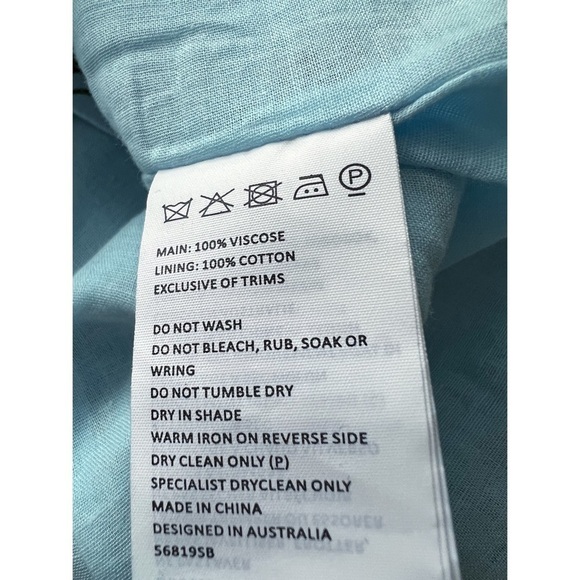 P
MAIN: 100% VISCOSE
LINING: 100% COTTON
EXCLUSIVE OF TRIMS
DO NOT WASH
DO NOT BLEACH, RUB, SOAK OR
WRING
DO NOT TUMBLE DRY
DRY IN SHADE
WARM IRON ON REVERSE SIDE
DRY CLEAN ONLY (P)
SPECIALIST DRYCLEAN ONLY
MADE IN CHINA
DESIGNED IN AUSTRALIA
56819SB